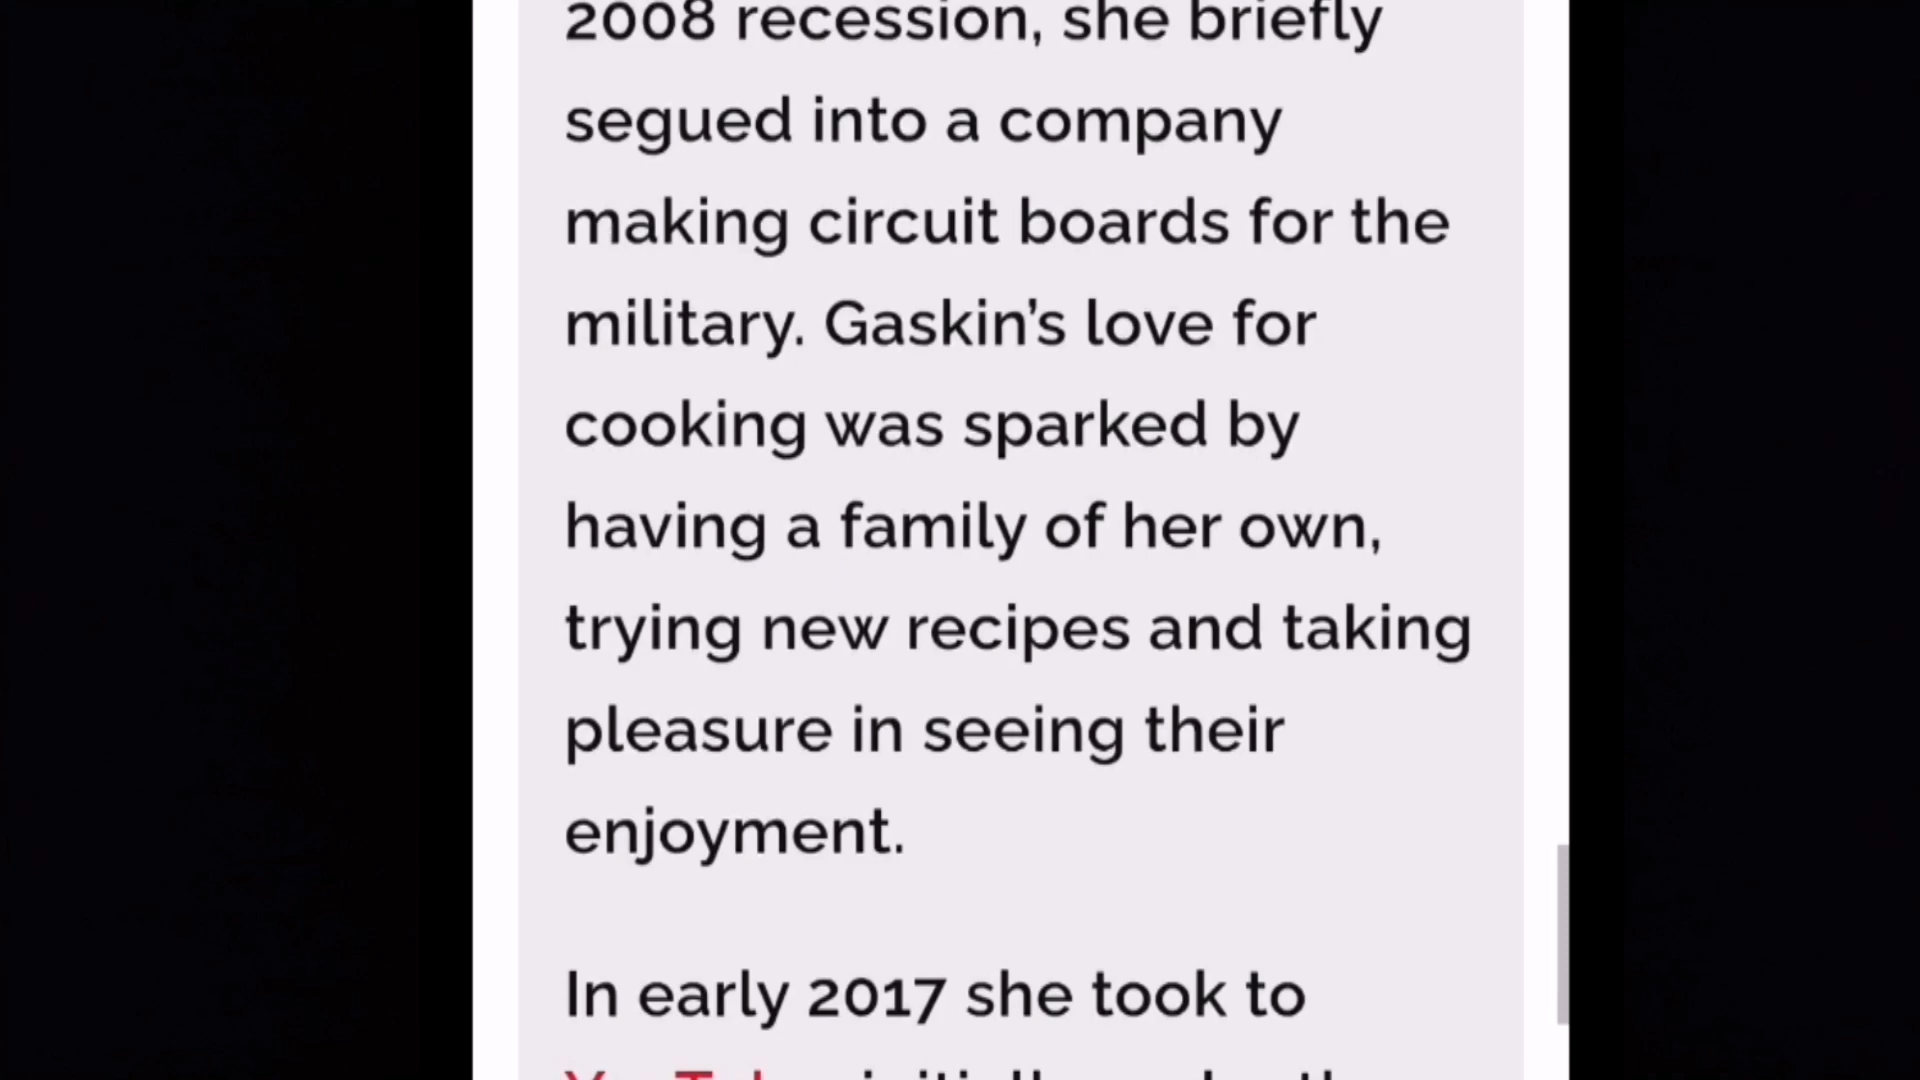 2008 recession, she briefly
segued into a company
making circuit boards for the
military. Gaskin’s love for
cooking was sparked by
having a family of her own,
trying new recipes and taking
pleasure in seeing their
enjoyment.
In early 2017 she took to